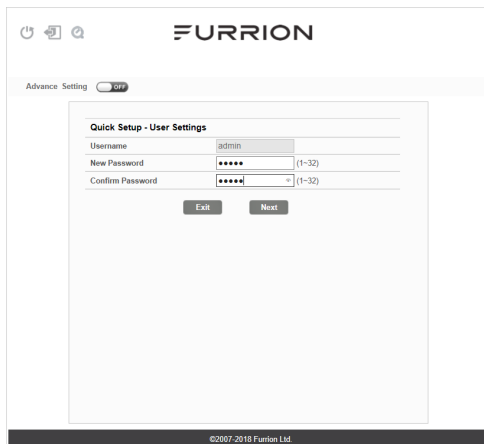 FURRION
Advance Setting OFF
Quick Setup - User Settings
Username admin
New Password ●●●●● (1~32)
Confirm Password ●●●●● (1~32)
Exit Next
©2007-2018 Furrion Ltd.